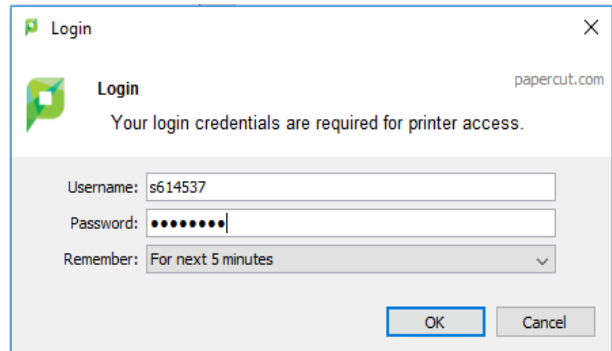 Login
papercut.com
Login
Your login credentials are required for printer access.
Username: s614537
Password: ••••••••
Remember: For next 5 minutes
OK Cancel